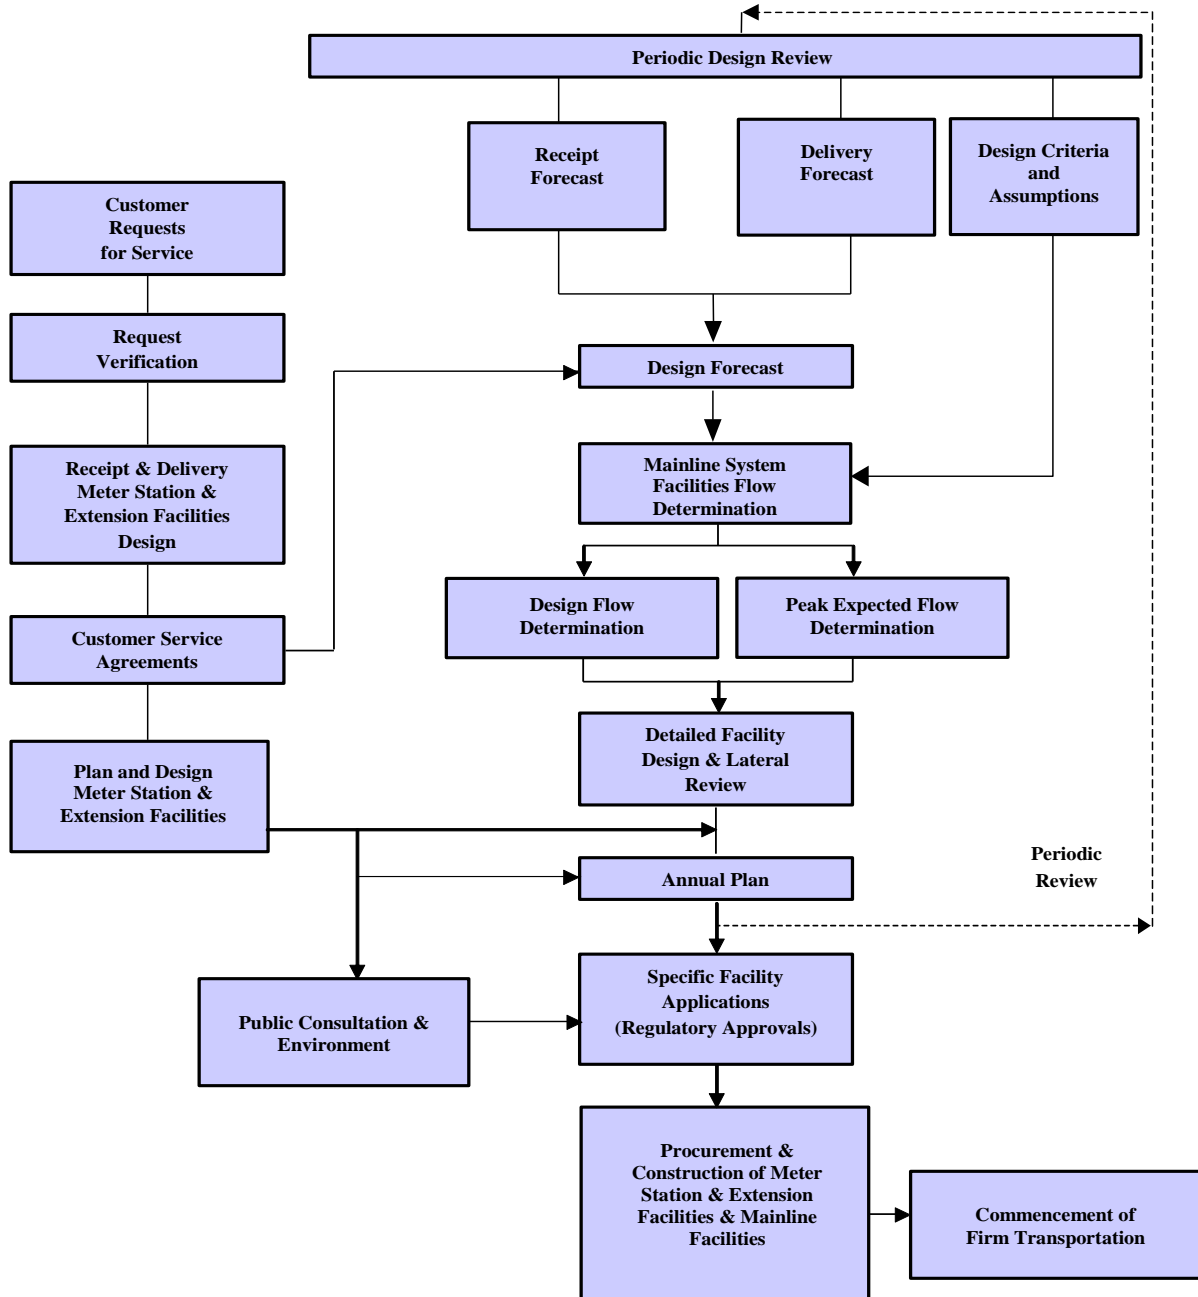 Periodic Design Review
Receipt
Forecast
Delivery
Forecast
Design Criteria
and
Assumptions
Customer
Requests
for Service
Request
Verification
Design Forecast
Receipt & Delivery
Meter Station &
Extension Facilities
Design
Mainline System
Facilities Flow
Determination
Design Flow
Determination
Peak Expected Flow
Determination
Customer Service
Agreements
Plan and Design
Meter Station &
Extension Facilities
Detailed Facility
Design & Lateral
Review
Periodic
Review
Annual Plan
Specific Facility
Applications
(Regulatory Approvals)
Public Consultation &
Environment
Procurement &
Construction of Meter
Station & Extension
Facilities & Mainline
Facilities
Commencement of
Firm Transportation